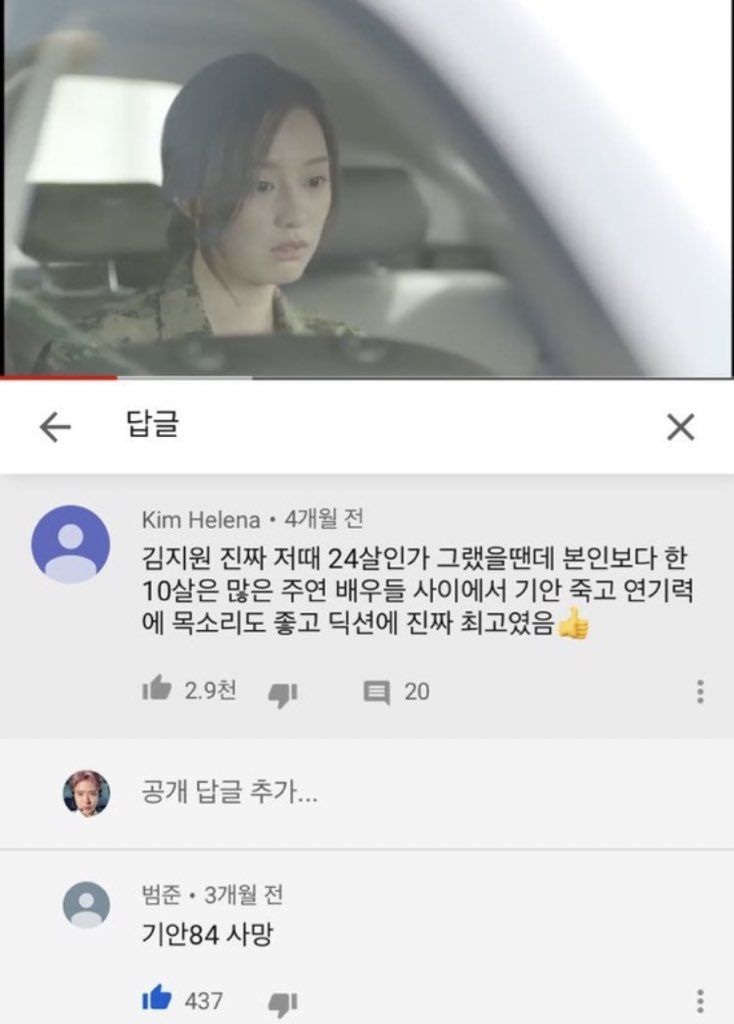 답글
Kim Helena • 4개월 전
김지원 진짜 저때 24살인가 그랬을땐데 본인보다 한
10살은 많은 주연 배우들 사이에서 기안 죽고 연기력
에 목소리도 좋고 딕션에 진짜 최고였음👍
2.9천 20
공개 답글 추가...
범준 • 3개월 전
기안84 사망
437